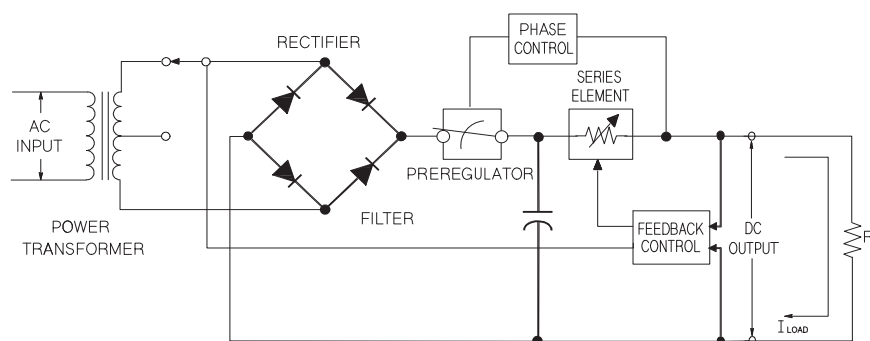 PHASE
CONTROL
RECTIFIER
SERIES
ELEMENT
AC
INPUT
PREREGULATOR
POWER
TRANSFORMER
FILTER
FEEDBACK
CONTROL
DC
OUTPUT
I LOAD